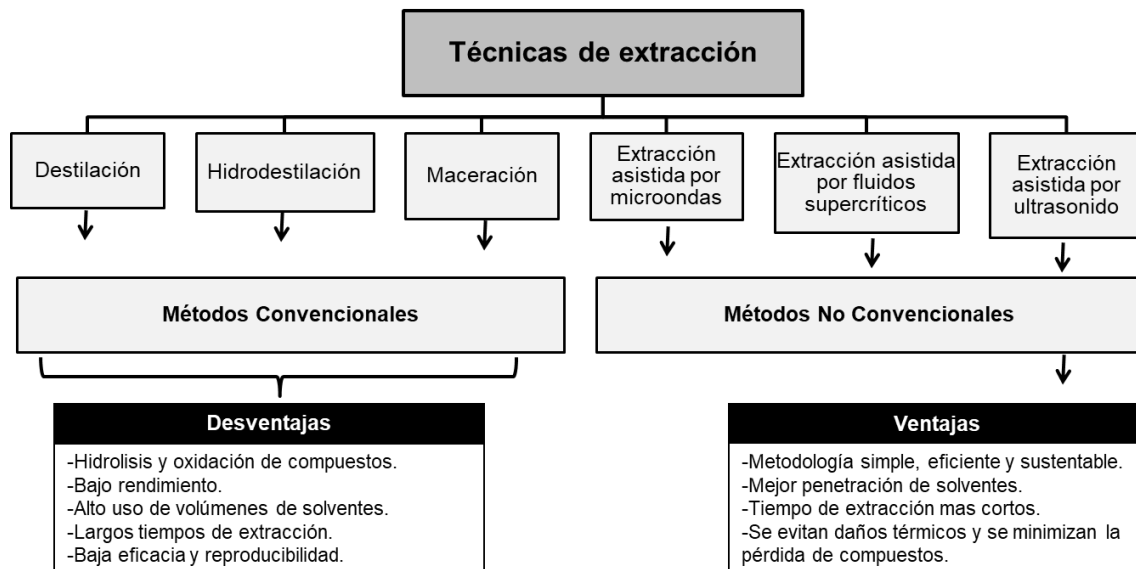 Técnicas de extracción
Destilación
Hidrodestilación
Maceración
Extracción
asistida por
microondas
Extracción asistida
por fluidos
supercríticos
Extracción
asistida por
ultrasonido
Métodos Convencionales
Métodos No Convencionales
Desventajas
-Hidrolisis y oxidación de compuestos.
-Bajo rendimiento.
-Alto uso de volúmenes de solventes.
-Largos tiempos de extracción.
-Baja eficacia y reproducibilidad.
Ventajas
-Metodología simple, eficiente y sustentable.
-Mejor penetración de solventes.
-Tiempo de extracción mas cortos.
-Se evitan daños térmicos y se minimizan la
pérdida de compuestos.